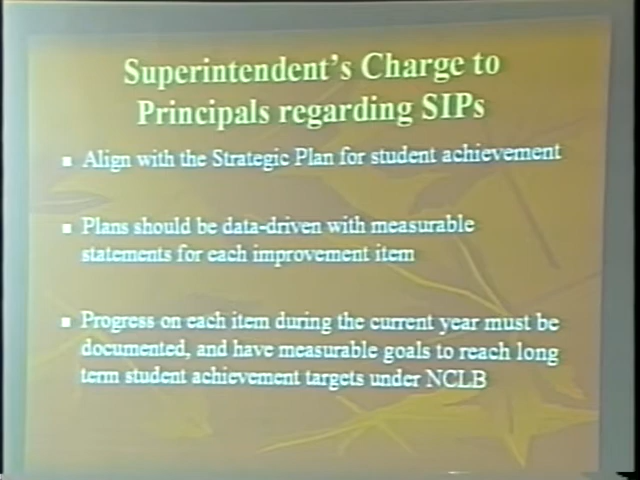 Superintendent's Charge to
Principals regarding SIPs
Align with the Strategic Plan for student achievement
Plans should be data-driven with measurable
statements for each improvement item
Progress on each item during the current year must be
documented, and have measurable goals to reach long
term student achievement targets under NCLB